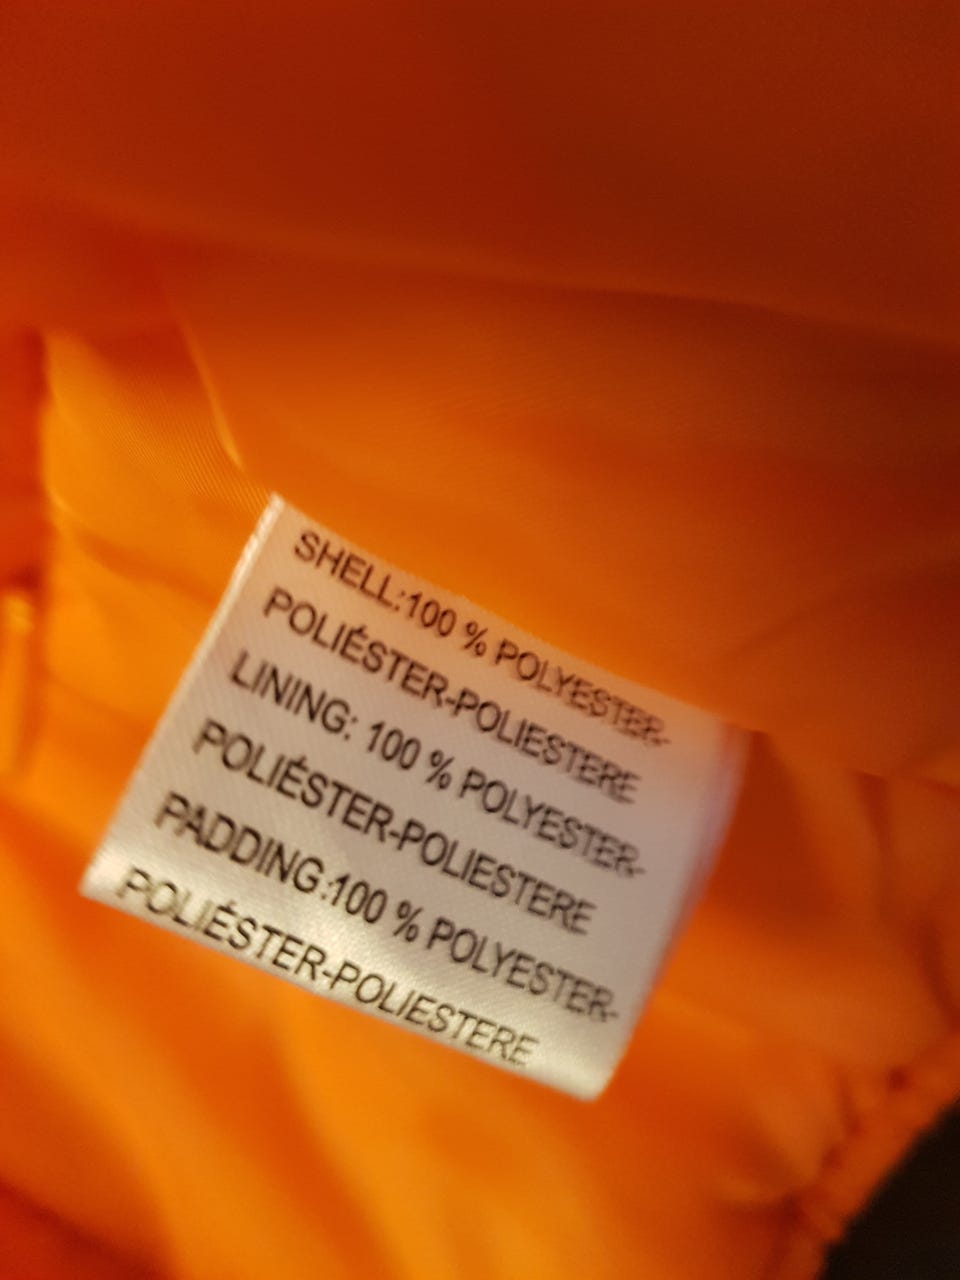 SHELL:100 % POLYESTER-
POLIÉSTER-POLIESTERE
LINING: 100 % POLYESTER-
POLIÉSTER-POLIESTERE
PADDING:100 % POLYESTER-
POLIÉSTER-POLIESTERE